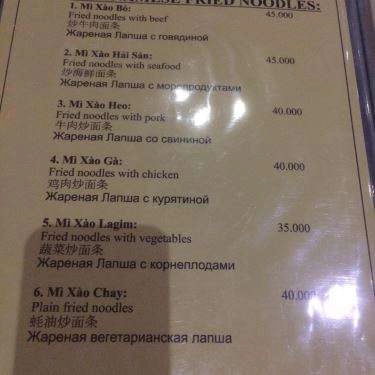 FRIED NOODLES:
1. Mì Xào Bò: 45.000
Fried noodles with beef
炒牛肉面条
Жареная Лапша с говядиной
2. Mì Xào Hải Sản: 45.000
Fried noodles with seafood
炒海鲜面条
Жареная Лапша с морепродуктами
3. Mì Xào Heo: 40.000
Fried noodles with pork
牛肉炒面条
Жареная Лапша со свининой
4. Mì Xào Gà: 40.000
Fried noodles with chicken
鸡肉炒面条
Жареная Лапша с курятиной
5. Mì Xào Lagim: 35.000
Fried noodles with vegetables
蔬菜炒面条
Жареная Лапша с корнеплодами
6. Mì Xào Chay: 40.000
Plain fried noodles
蚝油炒面条
Жареная вегетарианская лапша